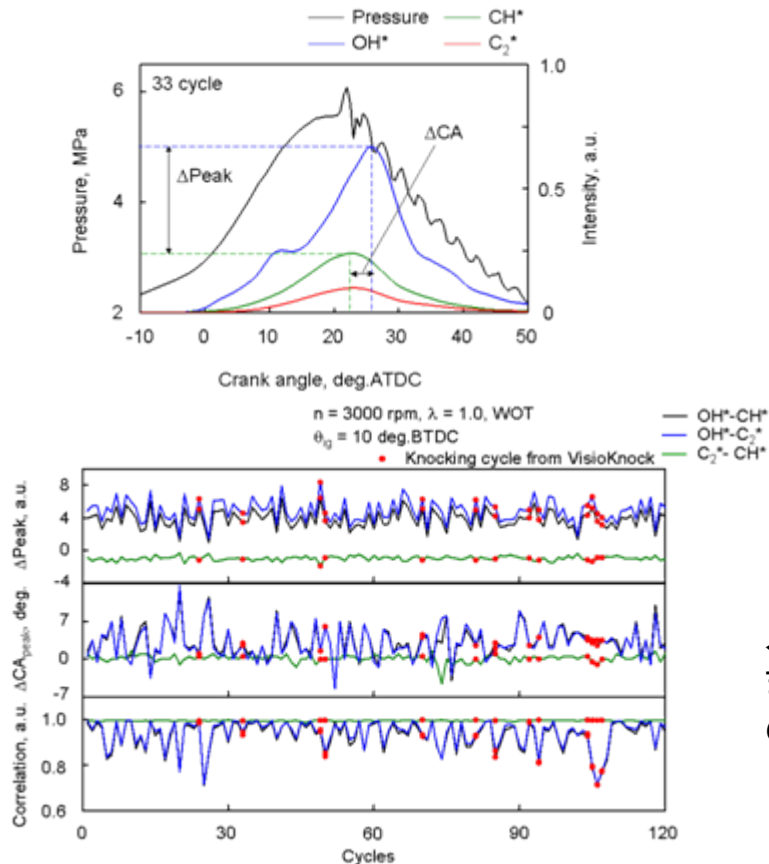 Pressure CH*
OH* C₂*
33 cycle
ΔCA
ΔPeak
Pressure, MPa
6
4
2
Intensity, a.u.
1.0
0.5
0
-10 0 10 20 30 40 50
Crank angle, deg.ATDC
n = 3000 rpm, λ = 1.0, WOT
θig = 10 deg.BTDC
OH*-CH*
OH*-C₂*
C₂*- CH*
Knocking cycle from VisioKnock
ΔPeak, a.u.
8
4
0
-4
ΔCApeak, deg.
7
0
-7
Correlation, a.u.
1.0
0.8
0.6
0 30 60 90 120
Cycles